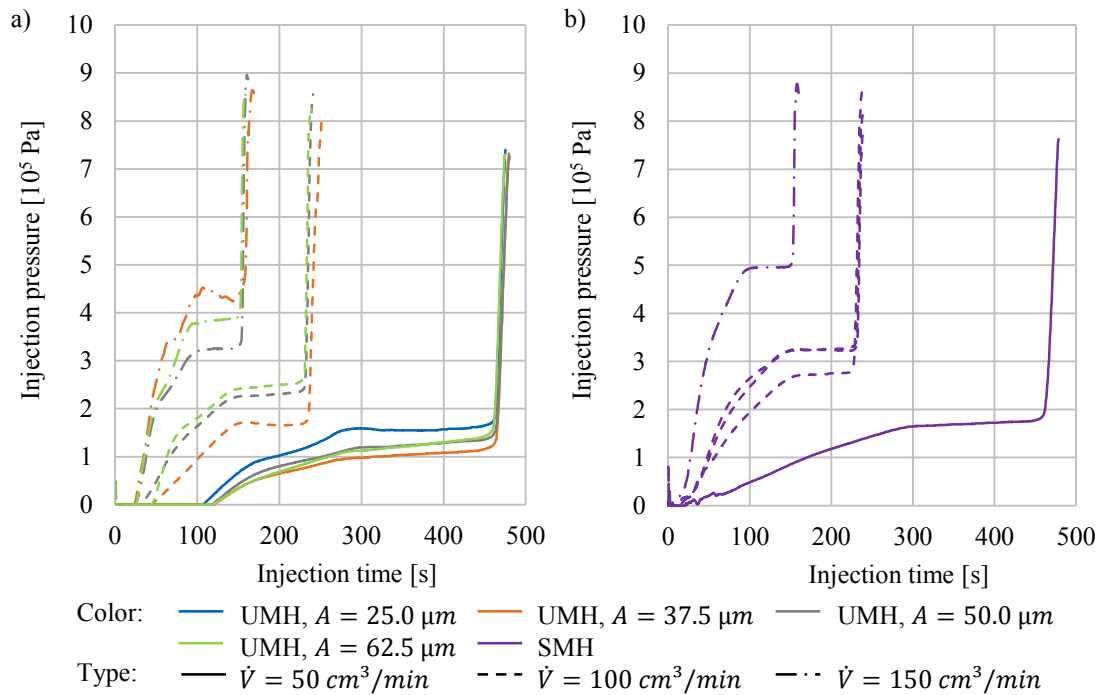 a)
b)
10
9
8
7
6
5
4
3
2
1
0
Injection pressure [10⁵ Pa]
0 100 200 300 400 500
Injection time [s]
10
9
8
7
6
5
4
3
2
1
0
Injection pressure [10⁵ Pa]
0 100 200 300 400 500
Injection time [s]
Color: UMH, A = 25.0 μm UMH, A = 37.5 μm UMH, A = 50.0 μm
UMH, A = 62.5 μm SMH
Type: V̇ = 50 cm³/min V̇ = 100 cm³/min V̇ = 150 cm³/min